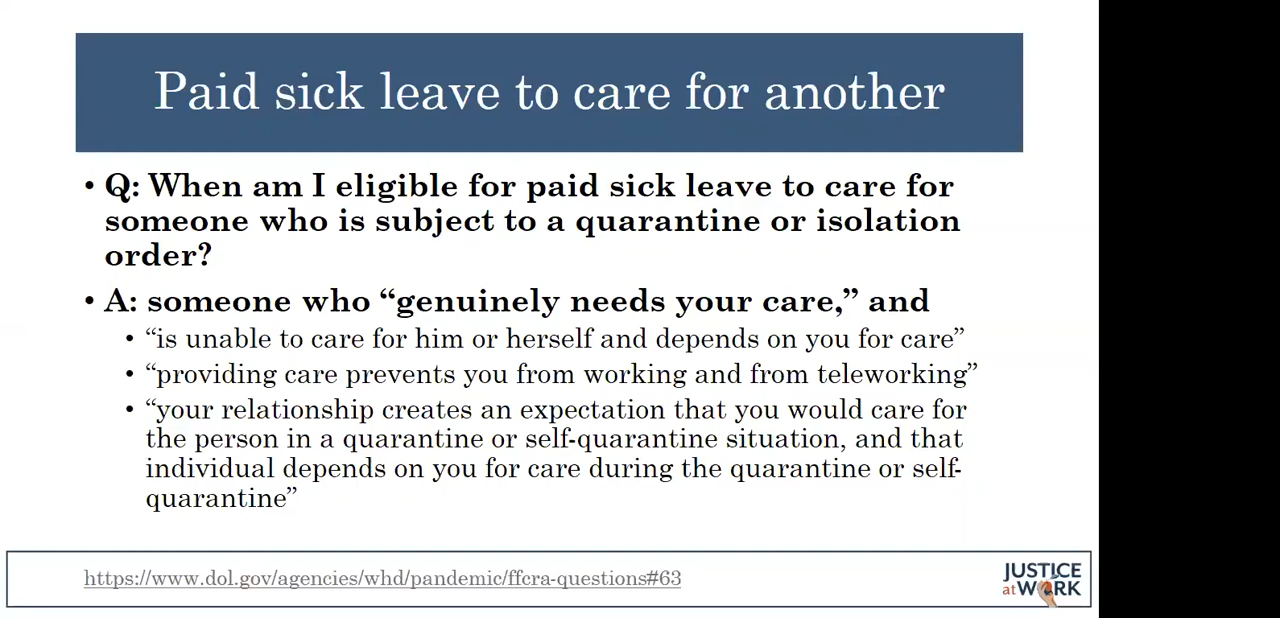 Paid sick leave to care for another
• Q: When am I eligible for paid sick leave to care for
someone who is subject to a quarantine or isolation
order?
• A: someone who “genuinely needs your care,” and
• “is unable to care for him or herself and depends on you for care”
• “providing care prevents you from working and from teleworking”
• “your relationship creates an expectation that you would care for
the person in a quarantine or self-quarantine situation, and that
individual depends on you for care during the quarantine or self-
quarantine”
https://www.dol.gov/agencies/whd/pandemic/ffcra-questions#63
JUSTICE
at WORK